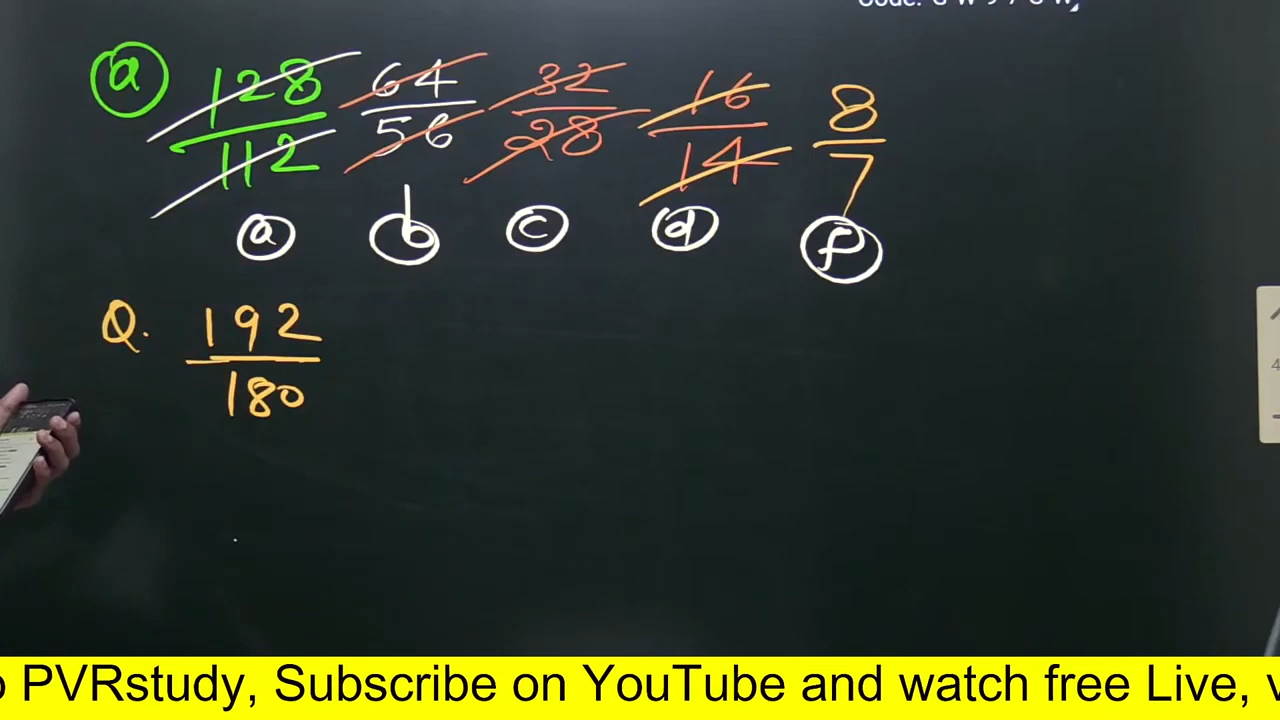 a 128/112 64/56 32/28 16/14 8/7
a b c d f
Q. 192/180
PVRstudy, Subscribe on YouTube and watch free Live,